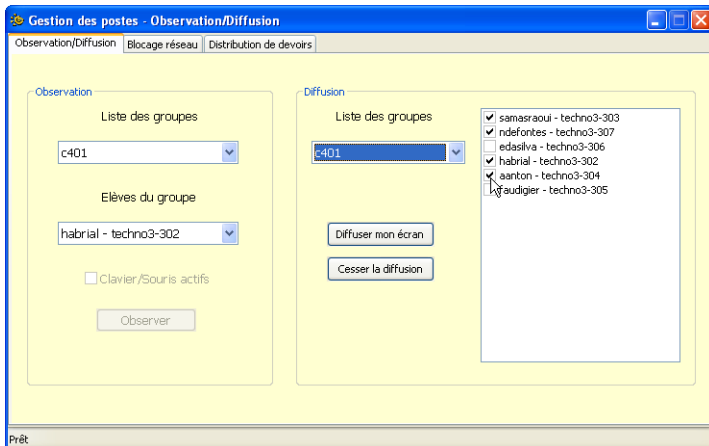 Gestion des postes - Observation/Diffusion
Observation/Diffusion Blocage réseau Distribution de devoirs
Observation
Liste des groupes
c401
Elèves du groupe
habrial - techno3-302
Clavier/Souris actifs
Observer
Diffusion
Liste des groupes
c401
Diffuser mon écran
Cesser la diffusion
samasraoui - techno3-303
ndefontes - techno3-307
edasilva - techno3-306
habrial - techno3-302
aanton - techno3-304
faudigier - techno3-305
Prêt